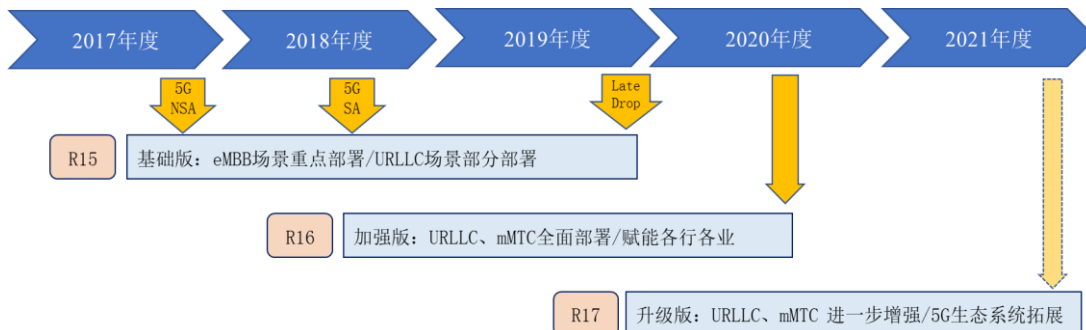 2017年度
2018年度
2019年度
2020年度
2021年度
5G
NSA
5G
SA
Late
Drop
R15
基础版：eMBB场景重点部署/URLLC场景部分部署
R16
加强版：URLLC、mMTC全面部署/赋能各行各业
R17
升级版：URLLC、mMTC 进一步增强/5G生态系统拓展